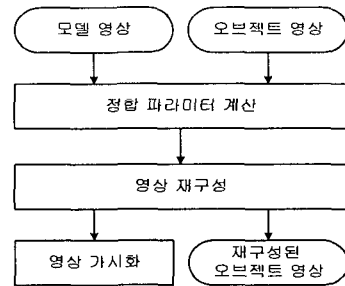 모델 영상
오브젝트 영상
정합 파라미터 계산
영상 재구성
영상 가시화
재구성된
오브젝트 영상